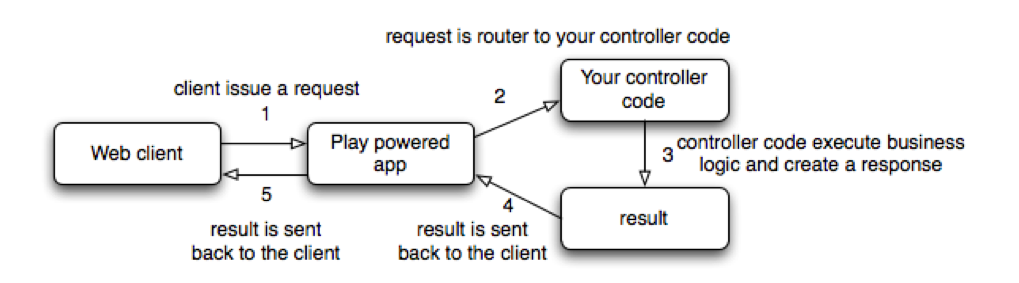 request is router to your controller code
client issue a request
1
2
Your controller
code
Web client
Play powered
app
3
controller code execute business
logic and create a response
5
4
result
result is sent
back to the client
result is sent
back to the client